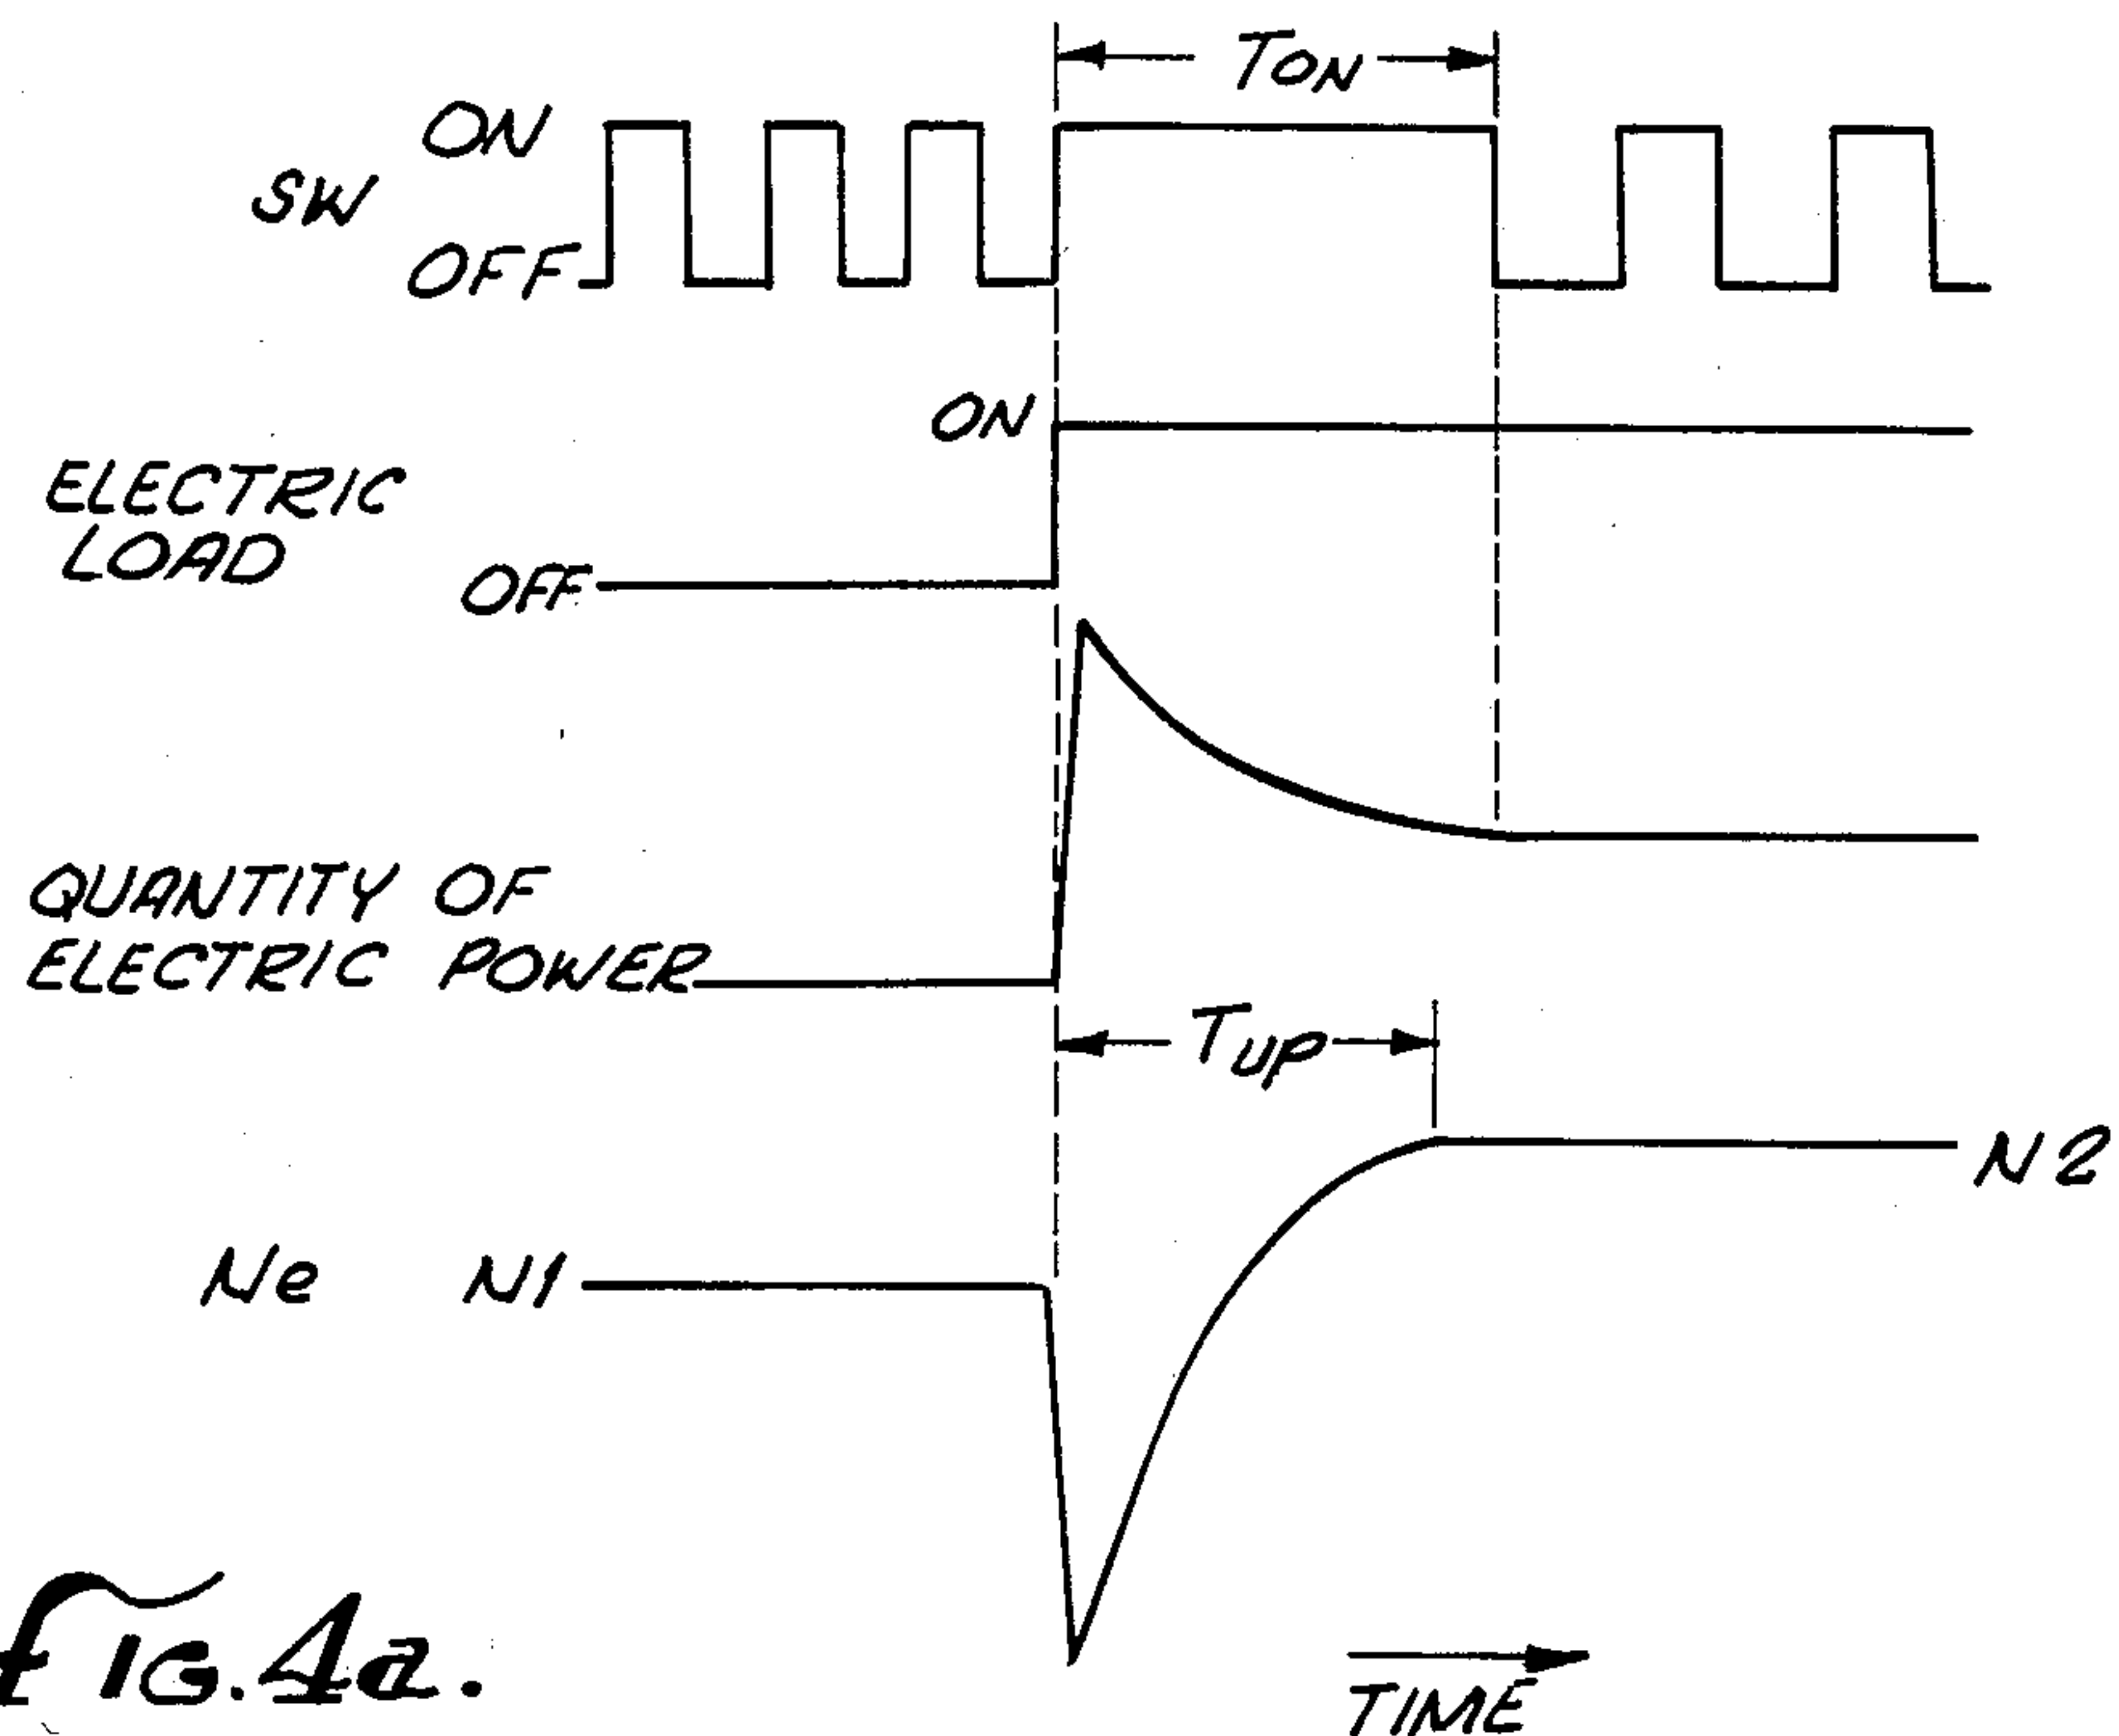 TON
ON
SW
OFF
ON
ELECTRIC
LOAD
OFF
QUANTITY OF
ELECTRIC POWER
TUP
N2
Ne N1
FIG. 4a.
TIME